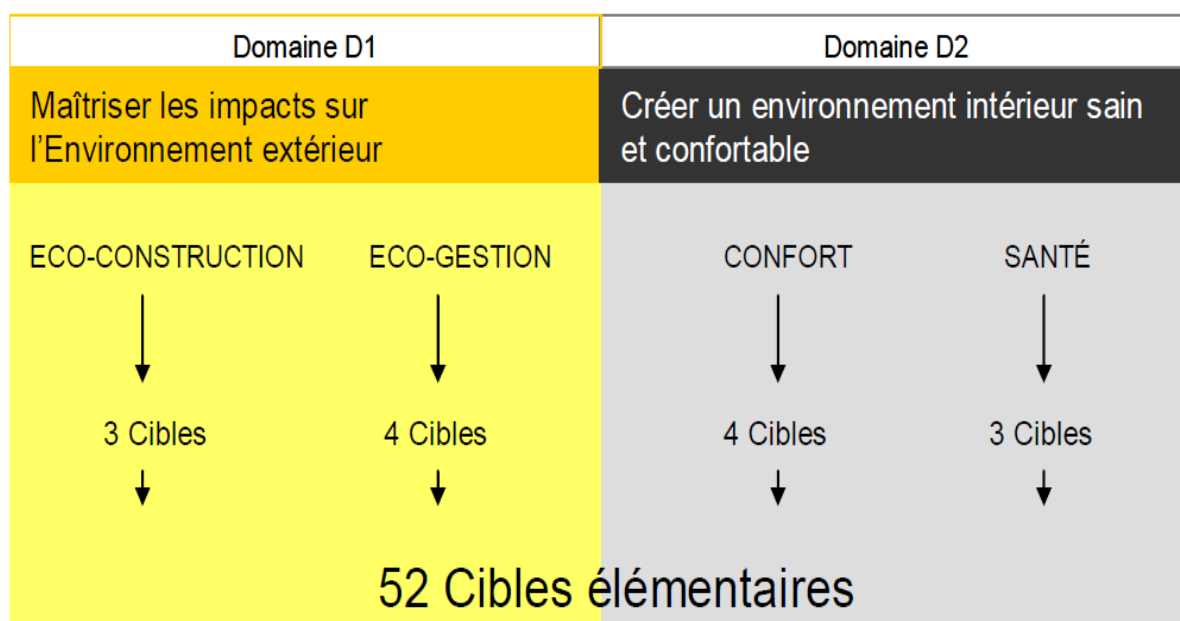 Domaine D1
Domaine D2
Maîtriser les impacts sur
l’Environnement extérieur
Créer un environnement intérieur sain
et confortable
ECO-CONSTRUCTION
ECO-GESTION
CONFORT
SANTÉ
3 Cibles
4 Cibles
4 Cibles
3 Cibles
52 Cibles élémentaires